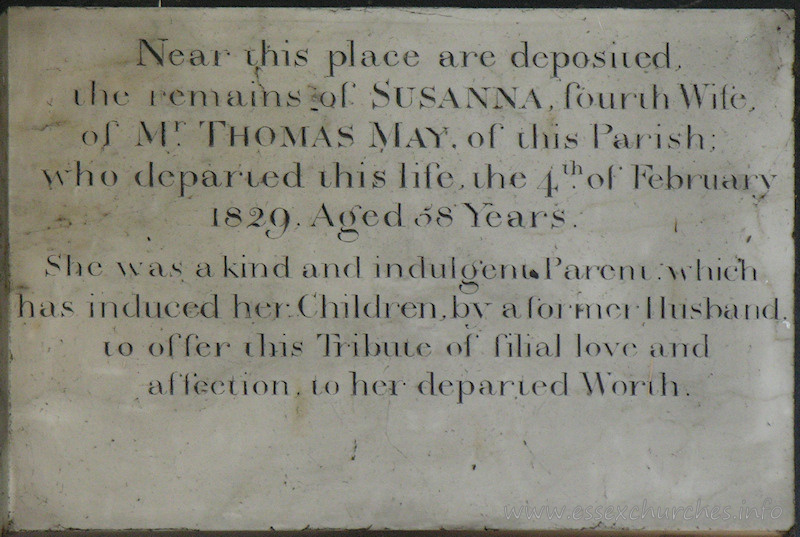 Near this place are deposited,
the remains of SUSANNA, fourth Wife,
of Mr. THOMAS MAY, of this Parish;
who departed this life, the 4th. of February
1829. Aged 58 Years.
She was a kind and indulgent Parent, which
has induced her Children, by a former Husband,
to offer this Tribute of filial love and
affection, to her departed Worth.
www.essexchurches.info